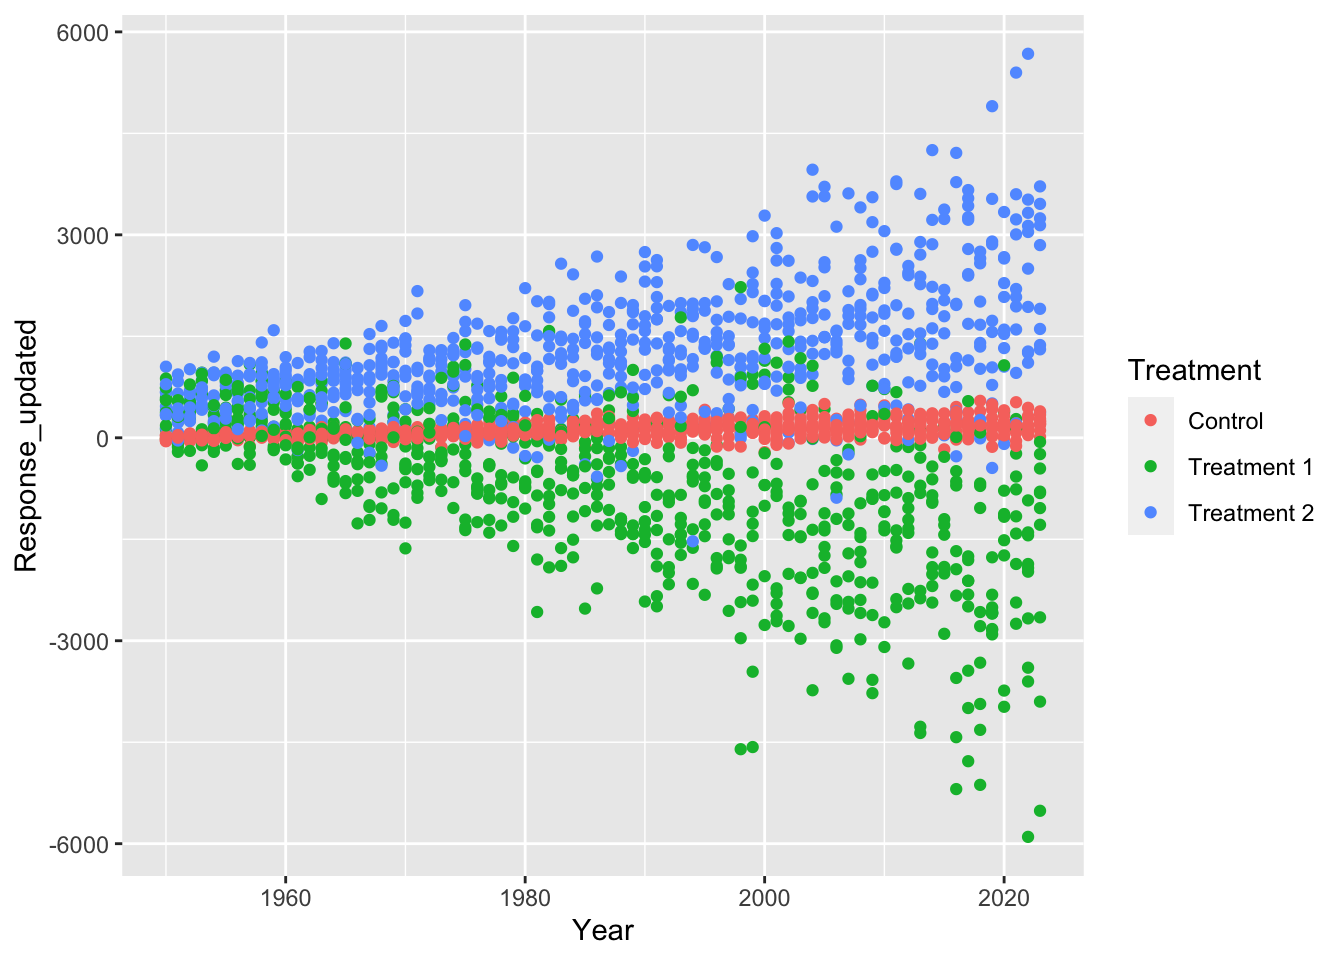 6000
3000
0
-3000
-6000
Response_updated
1960
1980
2000
2020
Year
Treatment
Control
Treatment 1
Treatment 2